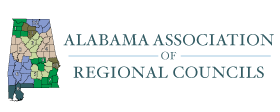 ALABAMA ASSOCIATION
OF
REGIONAL COUNCILS